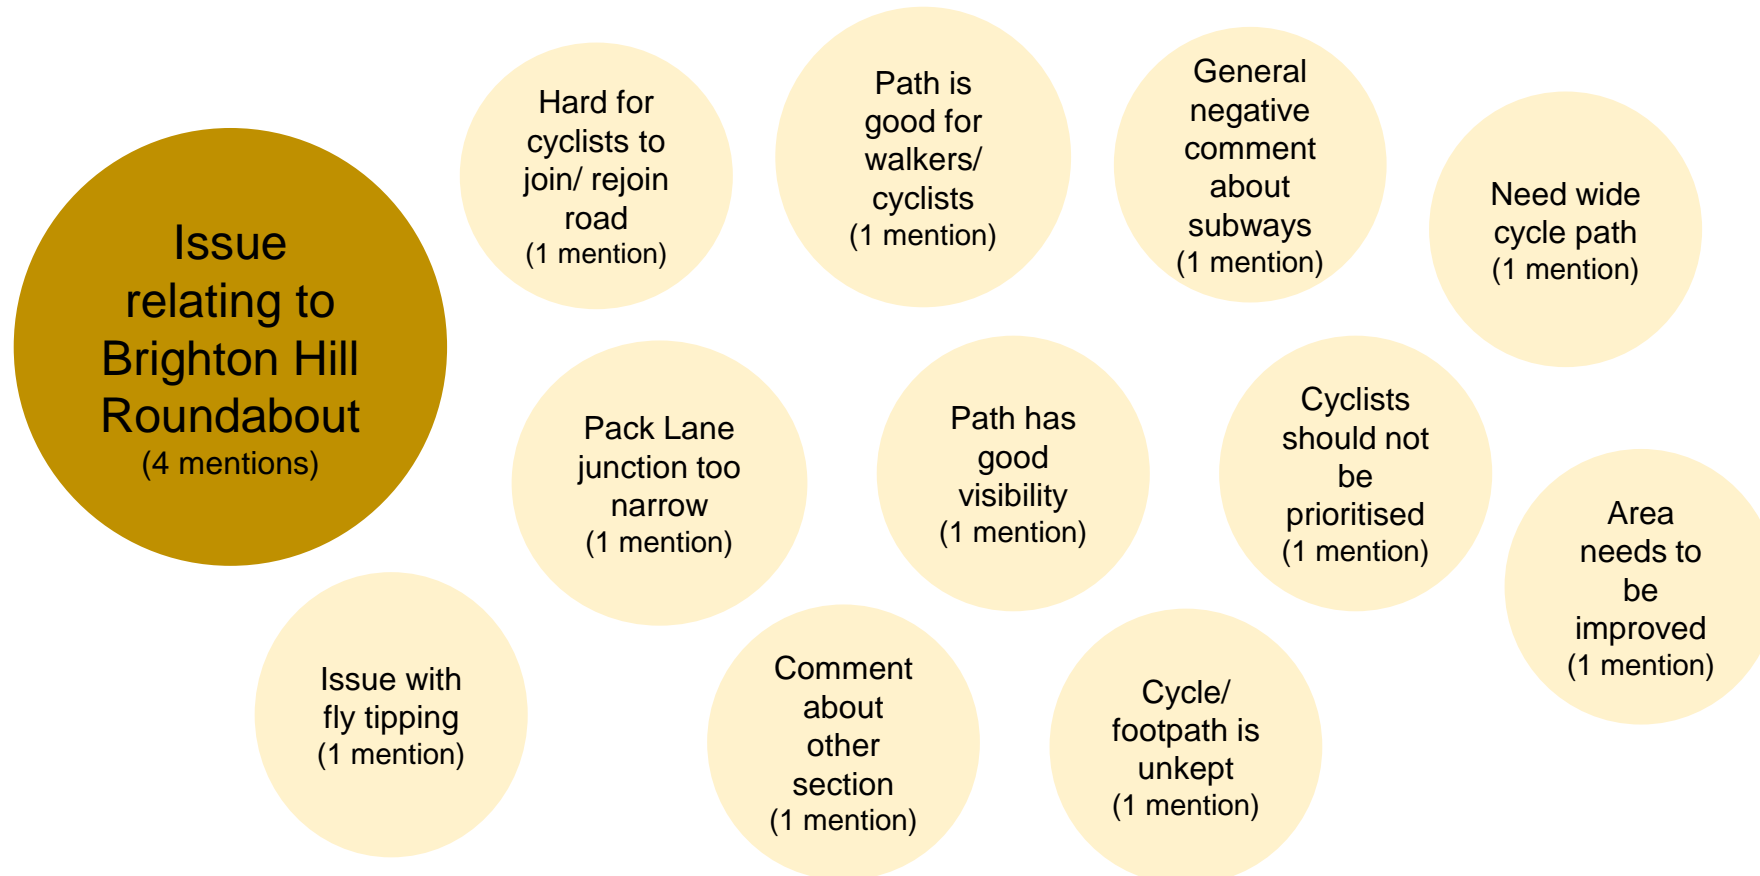 Issue
relating to
Brighton Hill
Roundabout
(4 mentions)
Hard for
cyclists to
join/ rejoin
road
(1 mention)
Path is
good for
walkers/
cyclists
(1 mention)
General
negative
comment
about
subways
(1 mention)
Need wide
cycle path
(1 mention)
Pack Lane
junction too
narrow
(1 mention)
Path has
good
visibility
(1 mention)
Cyclists
should not
be
prioritised
(1 mention)
Area
needs to
be
improved
(1 mention)
Issue with
fly tipping
(1 mention)
Comment
about
other
section
(1 mention)
Cycle/
footpath is
unkept
(1 mention)